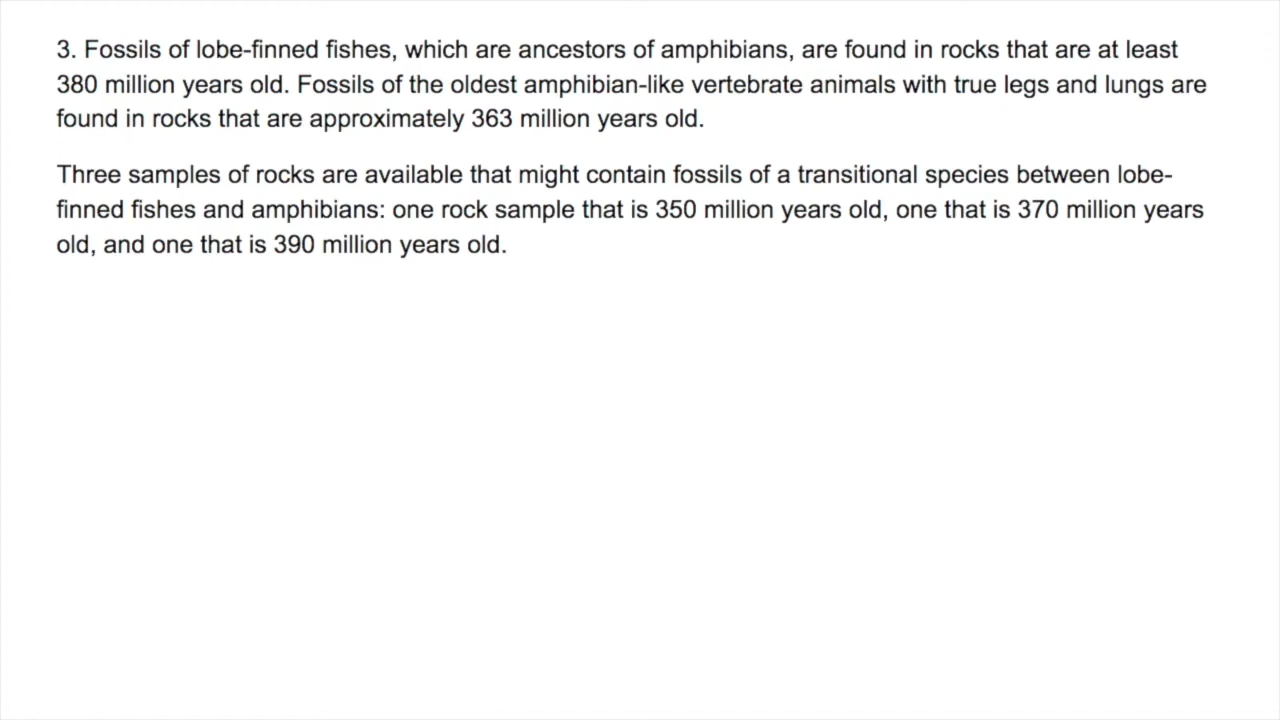 3. Fossils of lobe-finned fishes, which are ancestors of amphibians, are found in rocks that are at least
380 million years old. Fossils of the oldest amphibian-like vertebrate animals with true legs and lungs are
found in rocks that are approximately 363 million years old.
Three samples of rocks are available that might contain fossils of a transitional species between lobe-
finned fishes and amphibians: one rock sample that is 350 million years old, one that is 370 million years
old, and one that is 390 million years old.